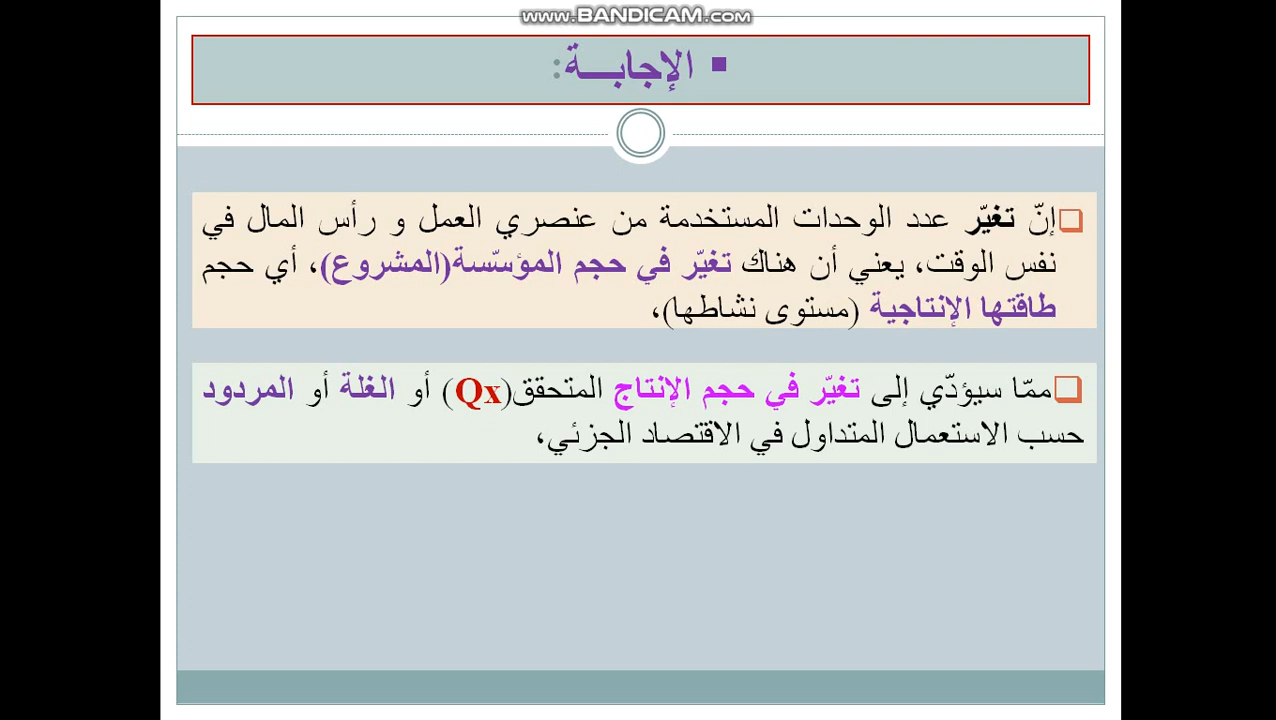 www.BANDICAM.com
▪ الإجابـــة:
❑إنّ تغيّر عدد الوحدات المستخدمة من عنصري العمل و رأس المال في
نفس الوقت، يعني أن هناك تغيّر في حجم المؤسّسة(المشروع)، أي حجم
طاقتها الإنتاجية (مستوى نشاطها)،
❑ممّا سيؤدّي إلى تغيّر في حجم الإنتاج المتحقق(Qx) أو الغلة أو المردود
حسب الاستعمال المتداول في الاقتصاد الجزئي،